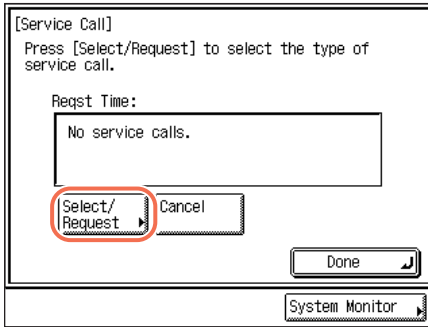 [Service Call]
Press [Select/Request] to select the type of
service call.
Reqst Time:
No service calls.
Select/
Request
Cancel
Done
System Monitor